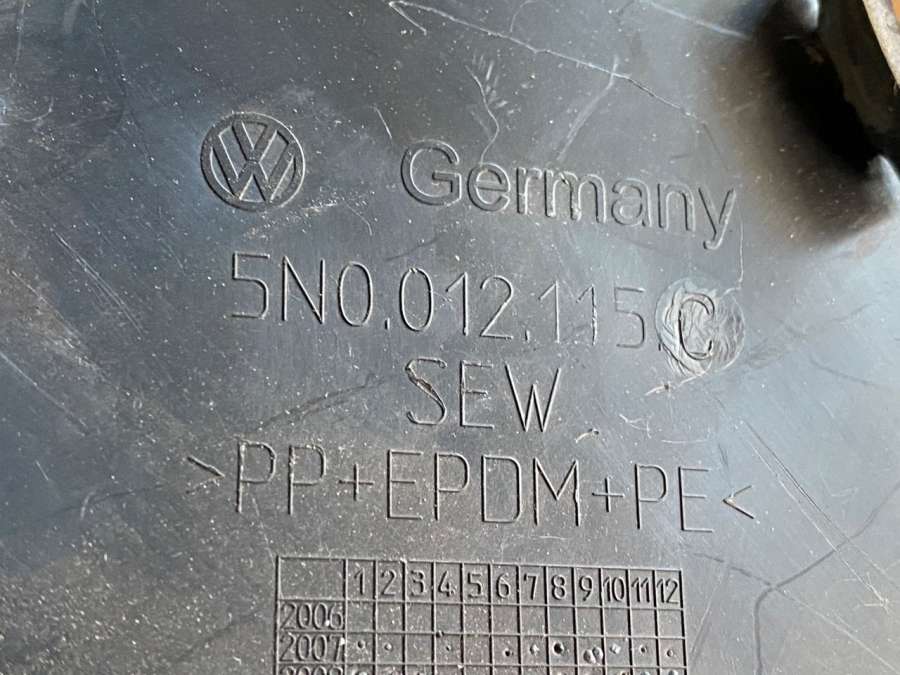 Germany
5N0.012.115.C
SEW
>PP+EPDM+PE<
1 2 3 4 5 6 7 8 9 10 11 12
2006
2007
2008